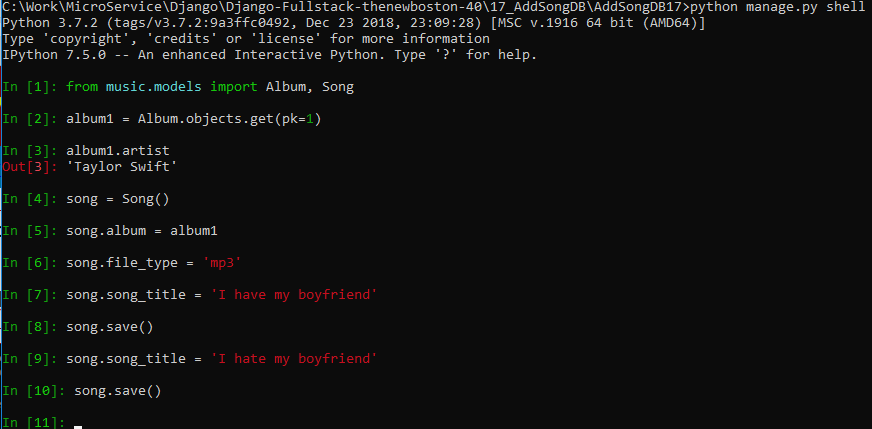 C:\Work\MicroService\Django\Django-Fullstack-thenewboston-40\17_AddSongDB\AddSongDB17>python manage.py shell
Python 3.7.2 (tags/v3.7.2:9a3ffc0492, Dec 23 2018, 23:09:28) [MSC v.1916 64 bit (AMD64)]
Type 'copyright', 'credits' or 'license' for more information
IPython 7.5.0 -- An enhanced Interactive Python. Type '?' for help.
In [1]: from music.models import Album, Song
In [2]: album1 = Album.objects.get(pk=1)
In [3]: album1.artist
Out[3]: 'Taylor Swift'
In [4]: song = Song()
In [5]: song.album = album1
In [6]: song.file_type = 'mp3'
In [7]: song.song_title = 'I have my boyfriend'
In [8]: song.save()
In [9]: song.song_title = 'I hate my boyfriend'
In [10]: song.save()
In [11]: